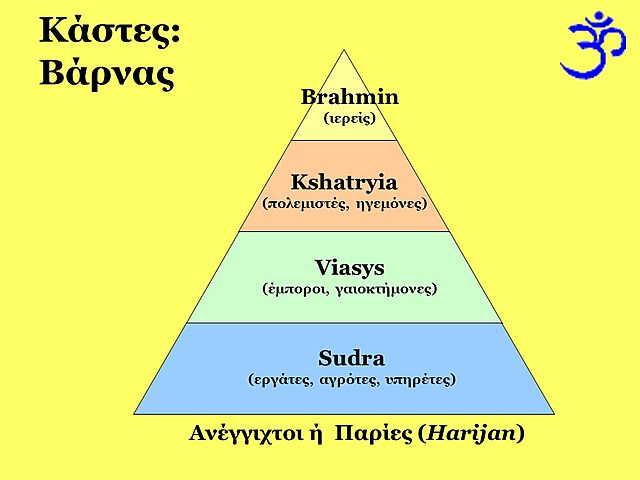 Κάστες:
Βάρνας
ॐ
Brahmin
(ιερείς)
Kshatryia
(πολεμιστές, ηγεμόνες)
Viasys
(έμποροι, γαιοκτήμονες)
Sudra
(εργάτες, αγρότες, υπηρέτες)
Ανέγγιχτοι ή Παρίες (Harijan)